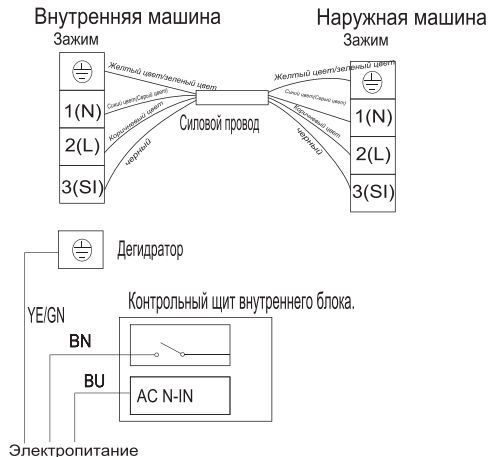 Внутренняя машина
Наружная машина
Зажим
Зажим
Желтый цвет/зеленый цвет
Желтый цвет/зеленый цвет
1(N)
Синий цвет(Серый цвет)
Синий цвет(Серый цвет)
1(N)
Силовой провод
2(L)
Коричневый цвет
Коричневый цвет
2(L)
3(SI)
черный
черный
3(SI)
Дегидратор
YE/GN
Контрольный щит внутреннего блока.
BN
BU
AC N-IN
Электропитание